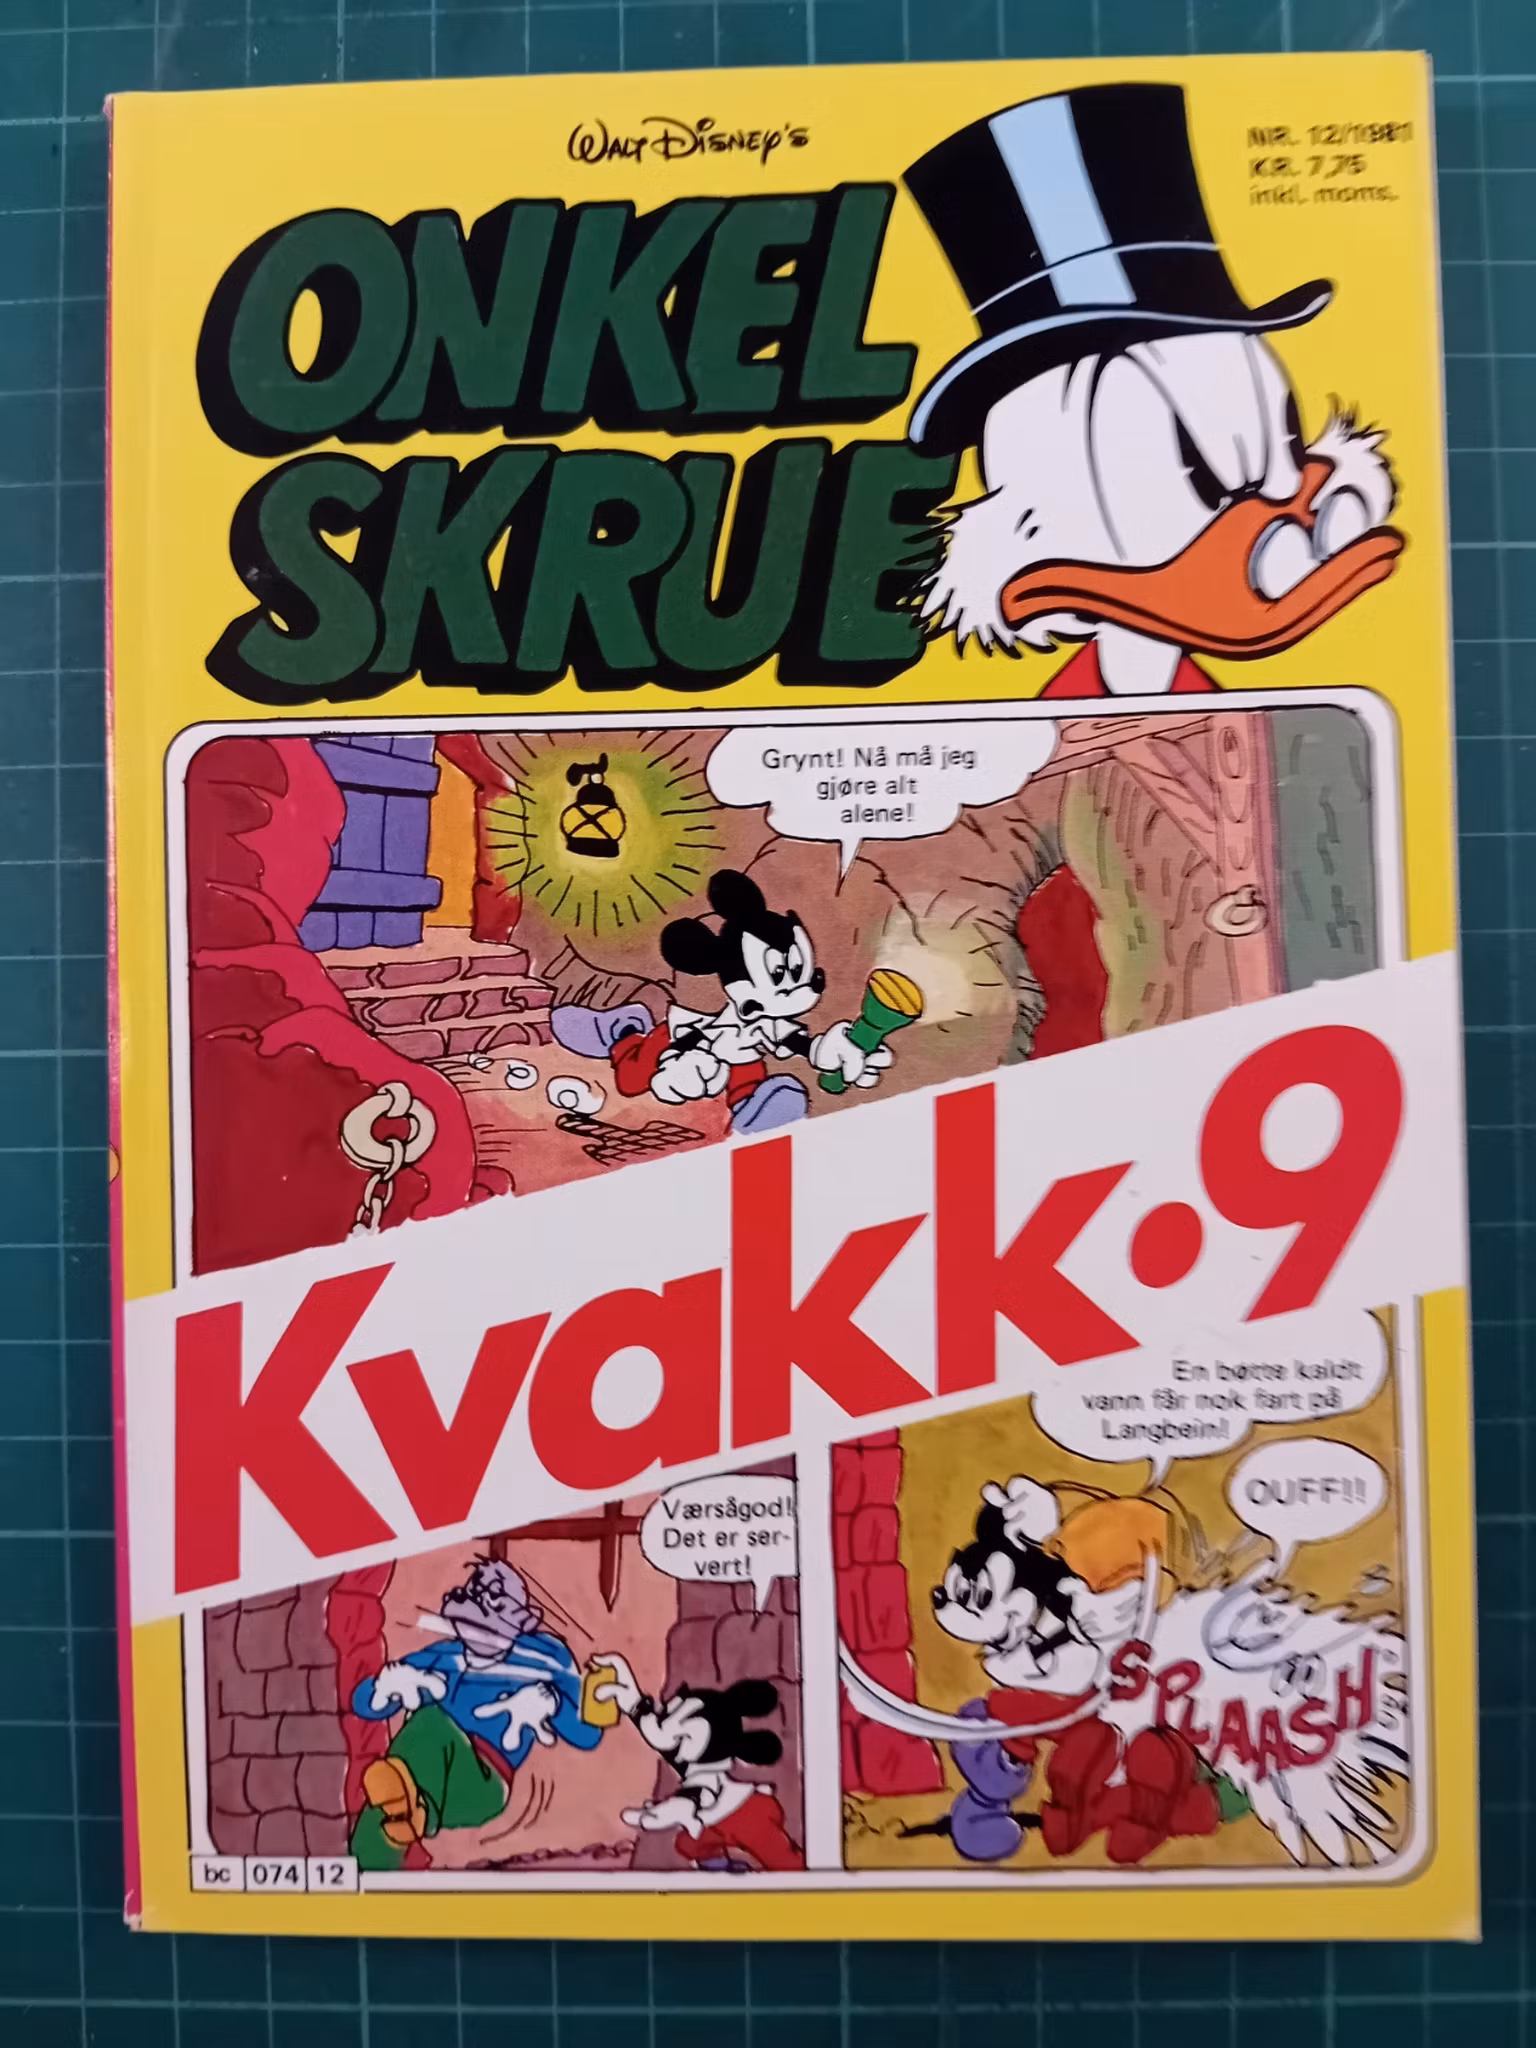 Walt Disney's
NR. 12/1981
KR. 7,75
inkl. moms.
ONKEL
SKRUE
Grynt! Nå må jeg
gjøre alt
alene!
Kvakk·9
En bøtte kaldt
vann får nok fart på
Langbein!
OUFF!!
Værsågod!
Det er ser-
vert!
SPLAASH
bc 074 12